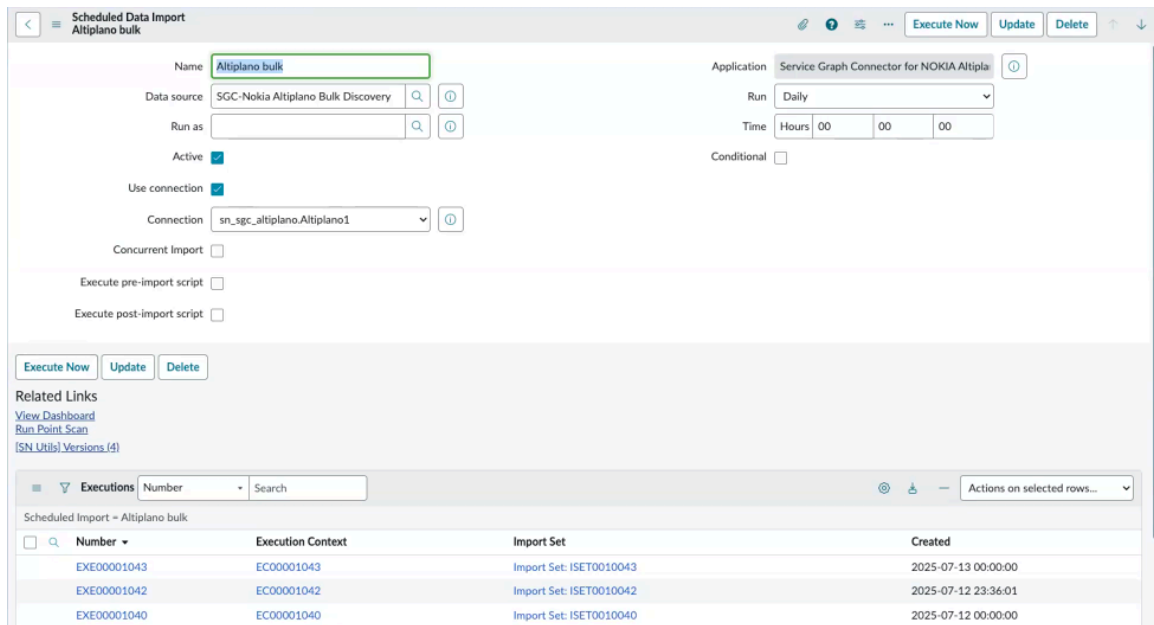 Scheduled Data Import
Altiplano bulk
Execute Now Update Delete
Name Altiplano bulk Application Service Graph Connector for NOKIA Altipla
Data source SGC-Nokia Altiplano Bulk Discovery Run Daily
Run as Time Hours 00 00 00
Active Conditional
Use connection
Connection sn_sgc_altiplano.Altiplano1
Concurrent Import
Execute pre-import script
Execute post-import script
Execute Now Update Delete
Related Links
View Dashboard
Run Point Scan
[SN Utils] Versions (4)
Executions Number Search Actions on selected rows...
Scheduled Import = Altiplano bulk
Number Execution Context Import Set Created
EXE00001043 EC00001043 Import Set: ISET0010043 2025-07-13 00:00:00
EXE00001042 EC00001042 Import Set: ISET0010042 2025-07-12 23:36:01
EXE00001040 EC00001040 Import Set: ISET0010040 2025-07-12 00:00:00